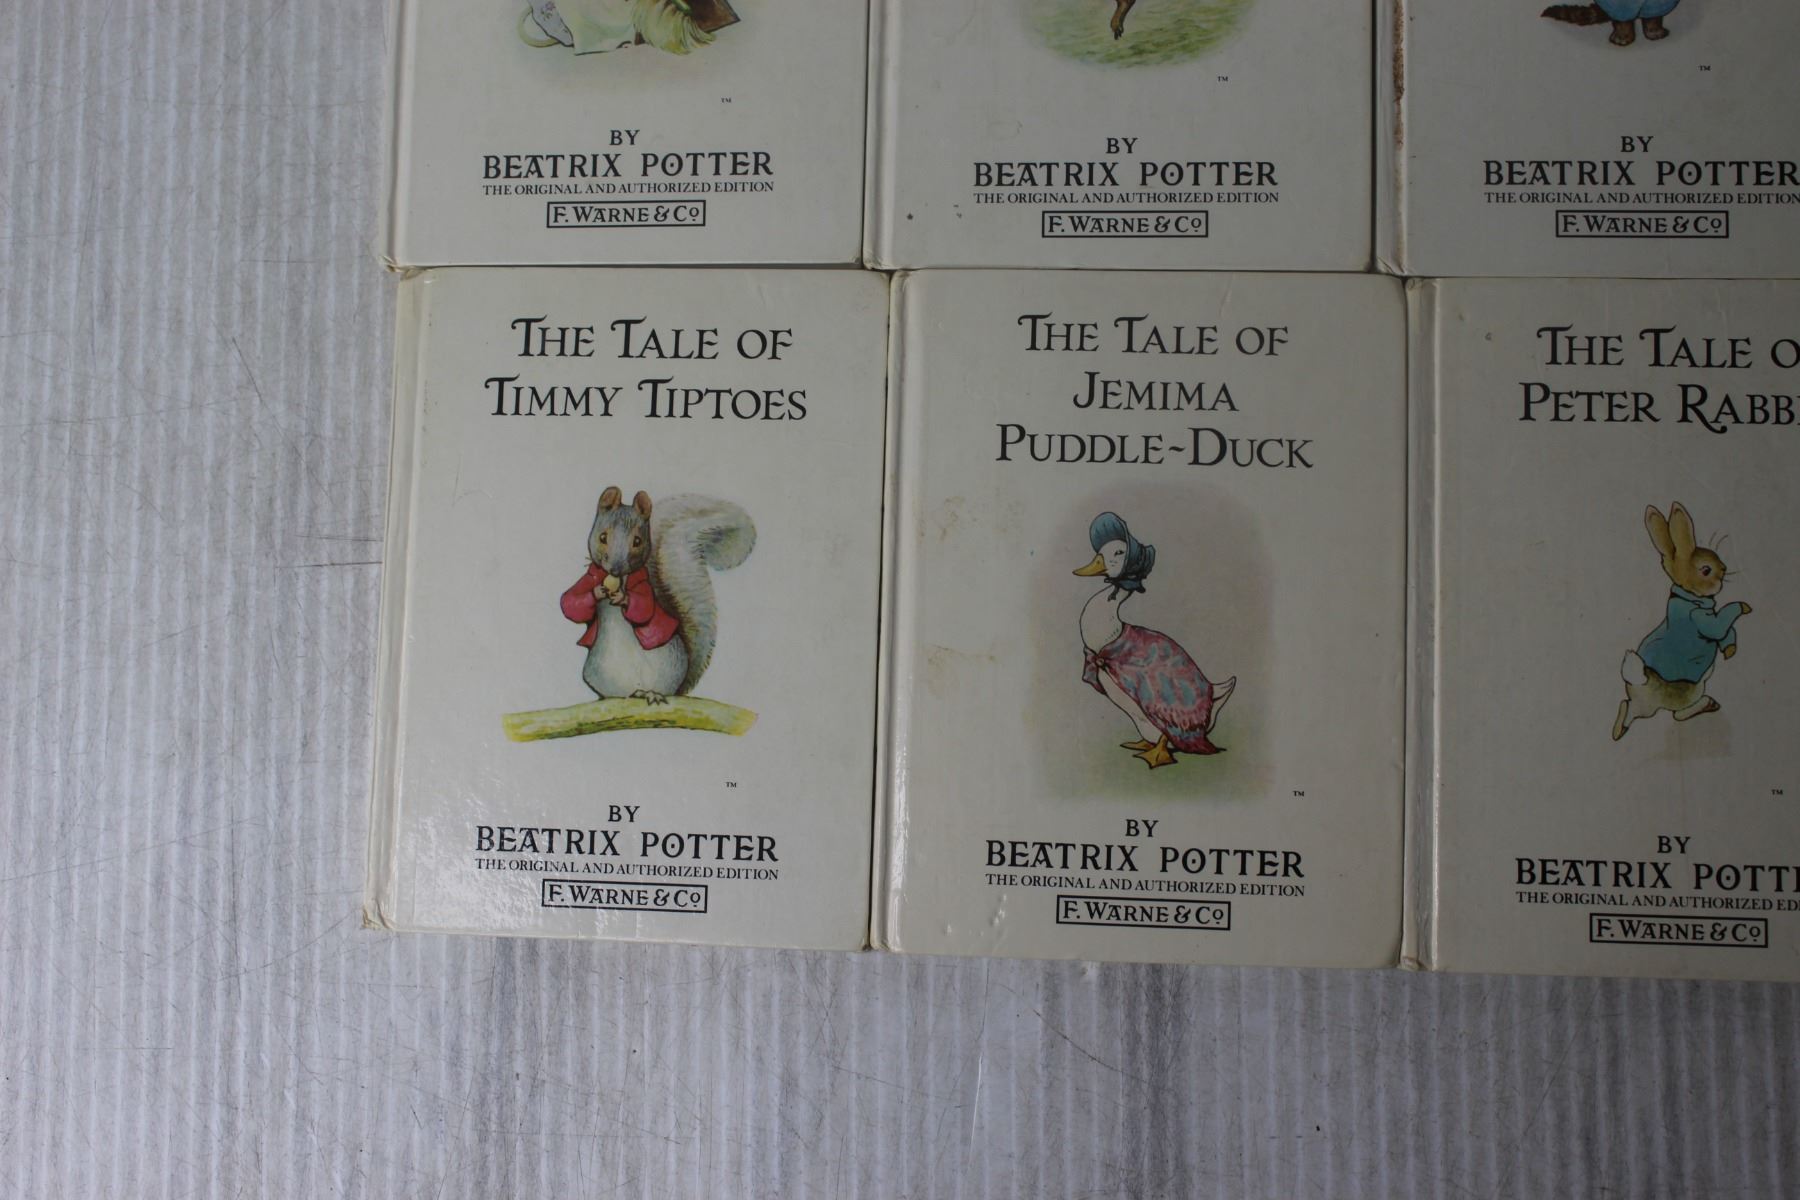 ™
BY
BEATRIX POTTER
THE ORIGINAL AND AUTHORIZED EDITION
F. WARNE & Cº
™
BY
BEATRIX POTTER
THE ORIGINAL AND AUTHORIZED EDITION
F. WARNE & Cº
™
BY
BEATRIX POTTER
THE ORIGINAL AND AUTHORIZED EDITION
F. WARNE & Cº
THE TALE OF
TIMMY TIPTOES
™
BY
BEATRIX POTTER
THE ORIGINAL AND AUTHORIZED EDITION
F. WARNE & Cº
THE TALE OF
JEMIMA
PUDDLE-DUCK
™
BY
BEATRIX POTTER
THE ORIGINAL AND AUTHORIZED EDITION
F. WARNE & Cº
THE TALE O
PETER RABB
™
BY
BEATRIX POTT
THE ORIGINAL AND AUTHORIZED ED
F. WARNE & Cº